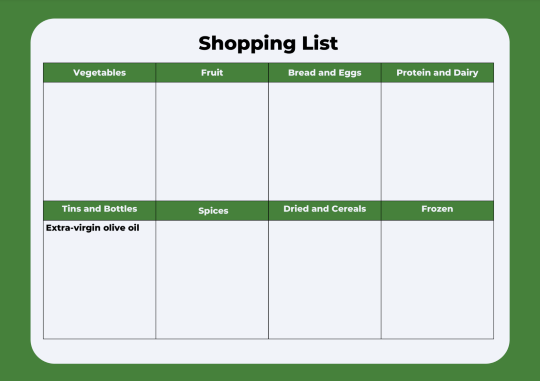 Shopping List
Vegetables
Fruit
Bread and Eggs
Protein and Dairy
Tins and Bottles
Spices
Dried and Cereals
Frozen
Extra-virgin olive oil